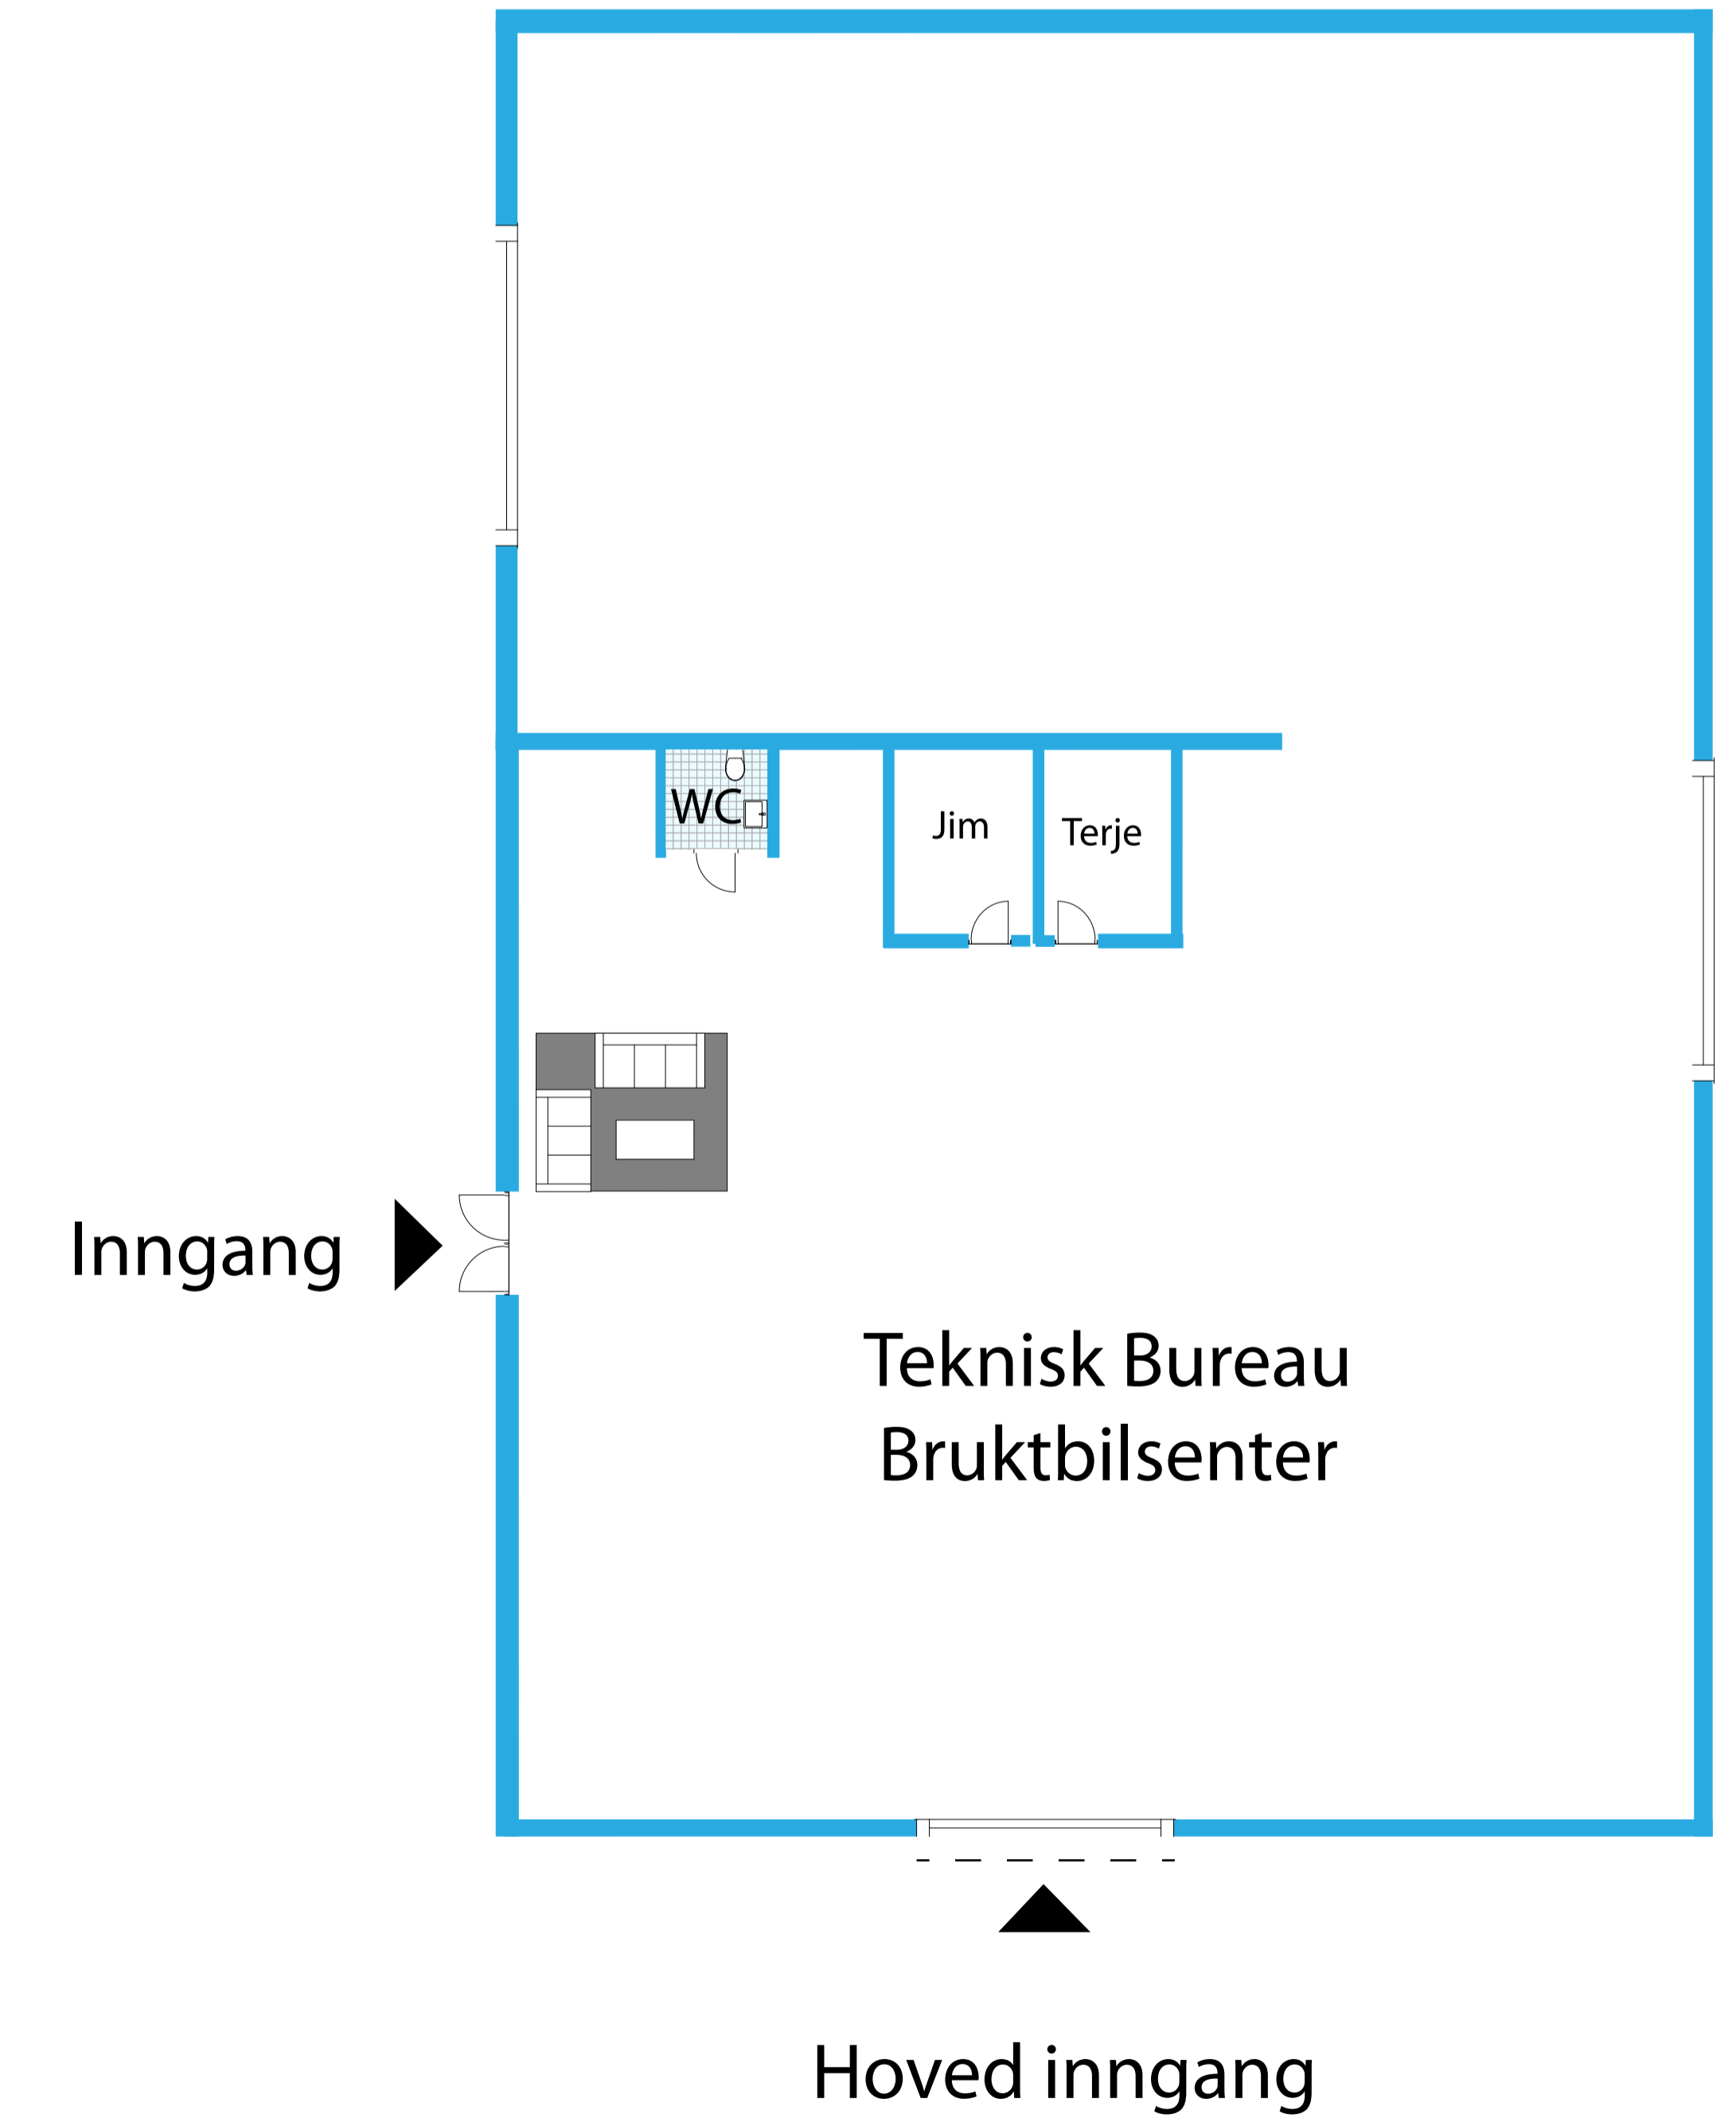 WC
Jim
Terje
Inngang
Teknisk Bureau
Bruktbilsenter
Hoved inngang